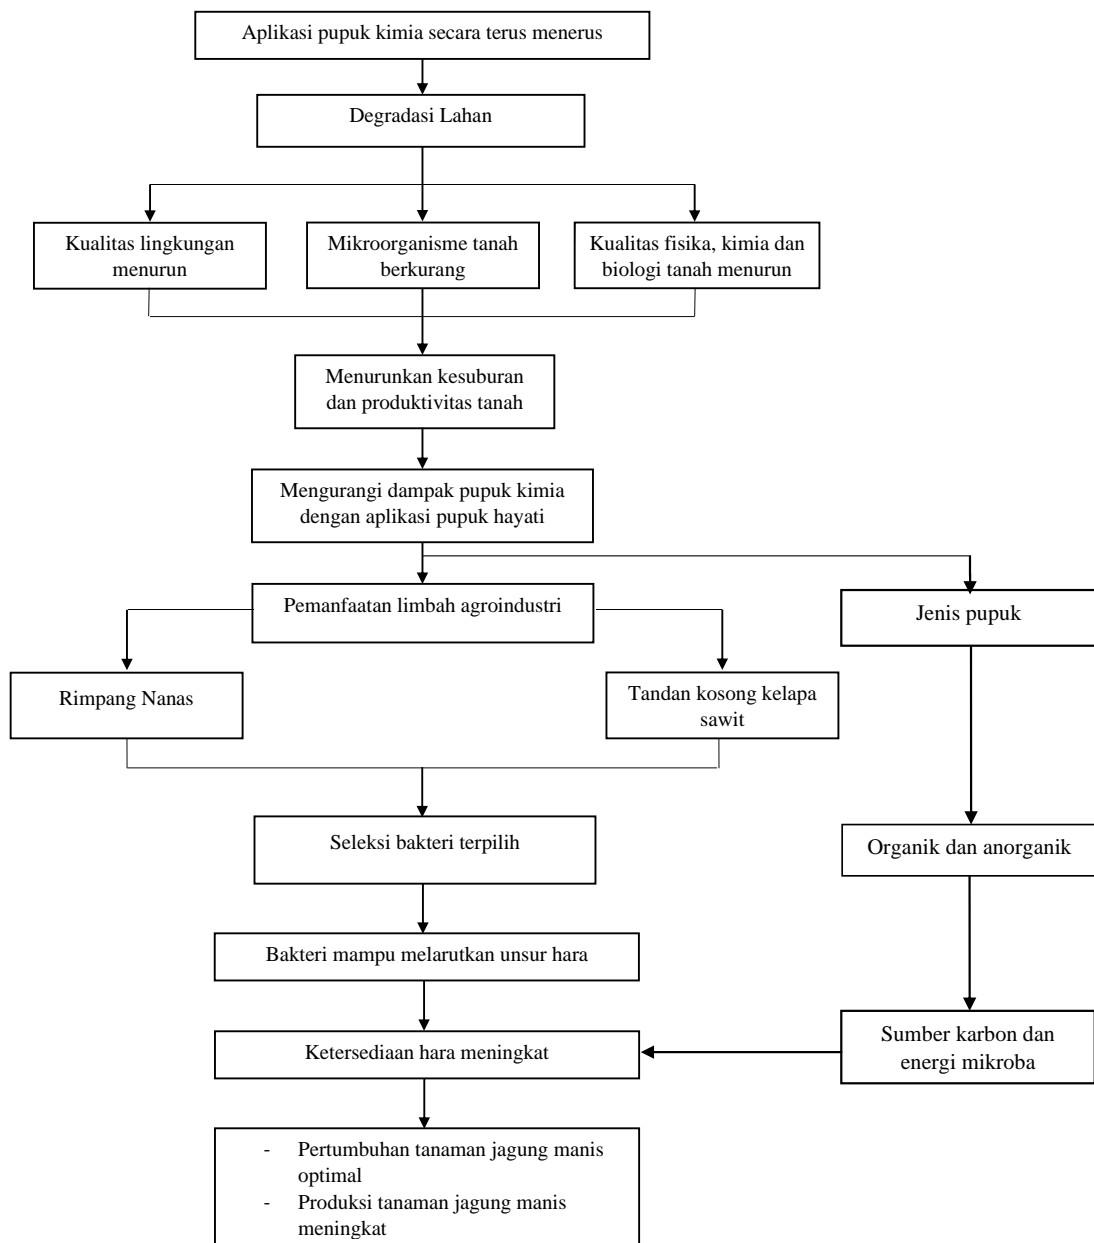 Aplikasi pupuk kimia secara terus menerus
Degradasi Lahan
Kualitas lingkungan
menurun
Mikroorganisme tanah
berkurang
Kualitas fisika, kimia dan
biologi tanah menurun
Menurunkan kesuburan
dan produktivitas tanah
Mengurangi dampak pupuk kimia
dengan aplikasi pupuk hayati
Pemanfaatan limbah agroindustri
Jenis pupuk
Rimpang Nanas
Tandan kosong kelapa
sawit
Seleksi bakteri terpilih
Organik dan anorganik
Bakteri mampu melarutkan unsur hara
Ketersediaan hara meningkat
Sumber karbon dan
energi mikroba
- Pertumbuhan tanaman jagung manis
optimal
- Produksi tanaman jagung manis
meningkat